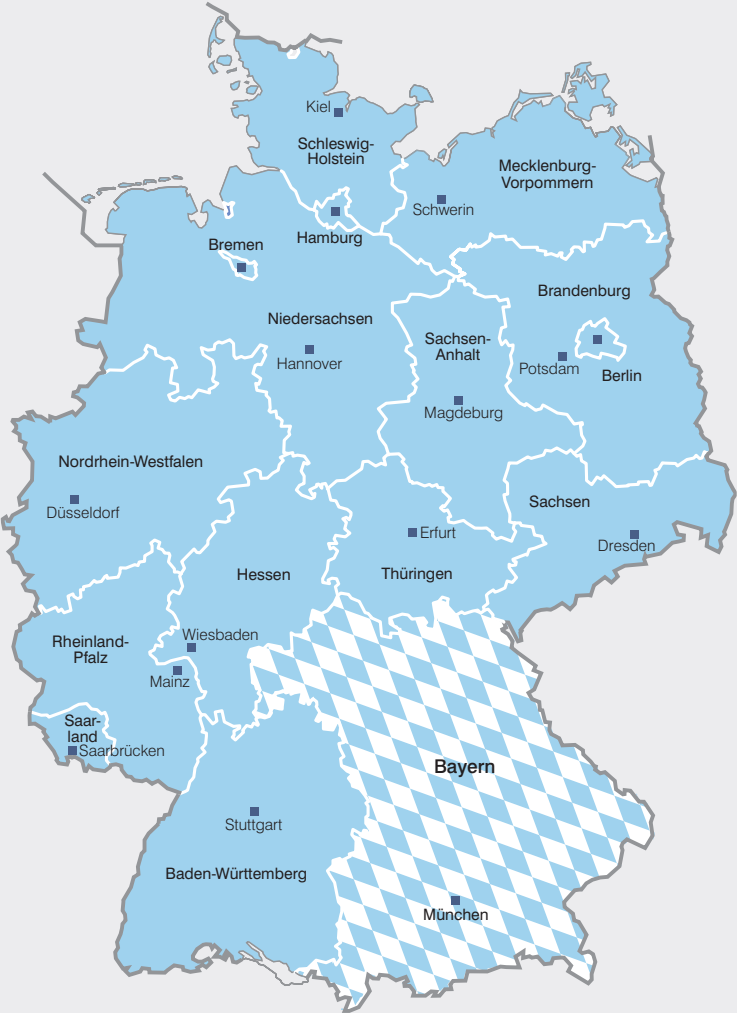 Kiel
Schleswig-
Holstein
Mecklenburg-
Vorpommern
Schwerin
Hamburg
Bremen
Niedersachsen
Hannover
Brandenburg
Sachsen-
Anhalt
Potsdam
Berlin
Magdeburg
Nordrhein-Westfalen
Düsseldorf
Sachsen
Dresden
Erfurt
Thüringen
Hessen
Wiesbaden
Rheinland-
Pfalz
Mainz
Saar-
land
Saarbrücken
Bayern
Stuttgart
Baden-Württemberg
München